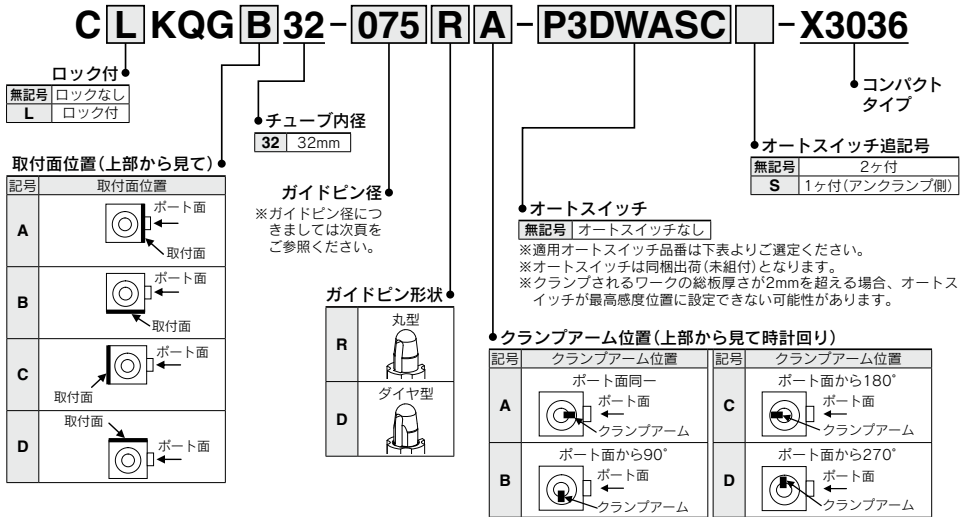 CLKQGB32-075RA-P3DWASC□-X3036
ロック付
無記号 ロックなし
L ロック付
取付面位置(上部から見て)
記号 取付面位置
A ポート面 取付面
B ポート面 取付面
C ポート面 取付面
D 取付面 ポート面
チューブ内径
32 32mm
ガイドピン径
※ガイドピン径につ
きましては次頁を
ご参照ください。
ガイドピン形状
R 丸型
D ダイヤ型
コンパクト
タイプ
オートスイッチ追記号
無記号 2ヶ付
S 1ヶ付(アンクランプ側)
オートスイッチ
無記号 オートスイッチなし
※適用オートスイッチ品番は下表よりご選定ください。
※オートスイッチは同梱出荷(未組付)となります。
※クランプされるワークの総板厚さが2mmを超える場合、オートス
イッチが最高感度位置に設定できない可能性があります。
クランプアーム位置(上部から見て時計回り)
記号 クランプアーム位置 記号 クランプアーム位置
A ポート面同一 ポート面 クランプアーム
C ポート面から180° ポート面 クランプアーム
B ポート面から90° ポート面 クランプアーム
D ポート面から270° ポート面 クランプアーム